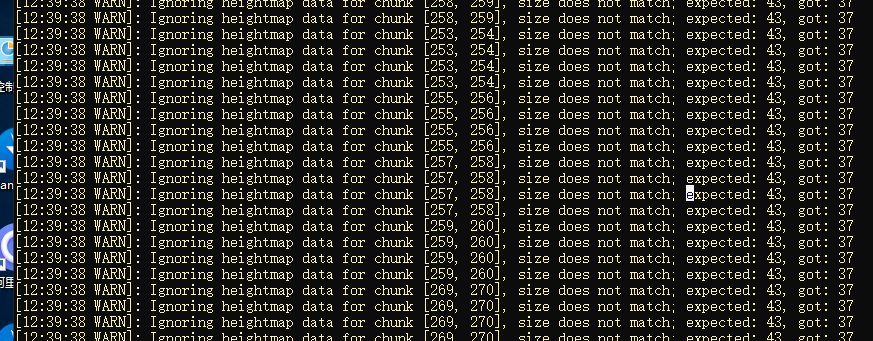 [12:39:38 WARN]: Ignoring heightmap data for chunk [258, 259], size does not match; expected: 43, got: 37
[12:39:38 WARN]: Ignoring heightmap data for chunk [258, 259], size does not match; expected: 43, got: 37
[12:39:38 WARN]: Ignoring heightmap data for chunk [253, 254], size does not match; expected: 43, got: 37
[12:39:38 WARN]: Ignoring heightmap data for chunk [253, 254], size does not match; expected: 43, got: 37
[12:39:38 WARN]: Ignoring heightmap data for chunk [253, 254], size does not match; expected: 43, got: 37
[12:39:38 WARN]: Ignoring heightmap data for chunk [253, 254], size does not match; expected: 43, got: 37
[12:39:38 WARN]: Ignoring heightmap data for chunk [255, 256], size does not match; expected: 43, got: 37
[12:39:38 WARN]: Ignoring heightmap data for chunk [255, 256], size does not match; expected: 43, got: 37
[12:39:38 WARN]: Ignoring heightmap data for chunk [255, 256], size does not match; expected: 43, got: 37
[12:39:38 WARN]: Ignoring heightmap data for chunk [255, 256], size does not match; expected: 43, got: 37
[12:39:38 WARN]: Ignoring heightmap data for chunk [257, 258], size does not match; expected: 43, got: 37
[12:39:38 WARN]: Ignoring heightmap data for chunk [257, 258], size does not match; expected: 43, got: 37
[12:39:38 WARN]: Ignoring heightmap data for chunk [257, 258], size does not match; expected: 43, got: 37
[12:39:38 WARN]: Ignoring heightmap data for chunk [257, 258], size does not match; expected: 43, got: 37
[12:39:38 WARN]: Ignoring heightmap data for chunk [259, 260], size does not match; expected: 43, got: 37
[12:39:38 WARN]: Ignoring heightmap data for chunk [259, 260], size does not match; expected: 43, got: 37
[12:39:38 WARN]: Ignoring heightmap data for chunk [259, 260], size does not match; expected: 43, got: 37
[12:39:38 WARN]: Ignoring heightmap data for chunk [259, 260], size does not match; expected: 43, got: 37
[12:39:38 WARN]: Ignoring heightmap data for chunk [269, 270], size does not match; expected: 43, got: 37
[12:39:38 WARN]: Ignoring heightmap data for chunk [269, 270], size does not match; expected: 43, got: 37
[12:39:38 WARN]: Ignoring heightmap data for chunk [269, 270], size does not match; expected: 43, got: 37
[12:39:38 WARN]: Ignoring heightmap data for chunk [269, 270], size does not match; expected: 43, got: 37